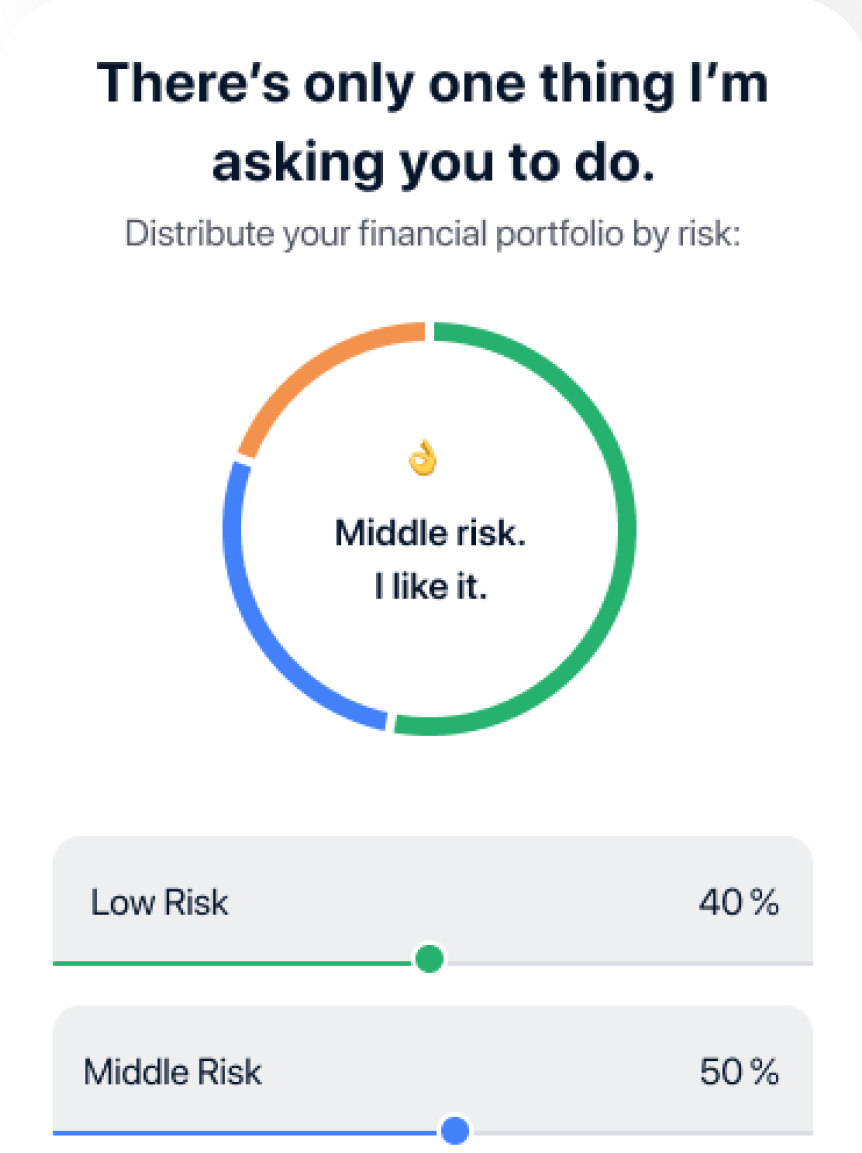 There’s only one thing I’m
asking you to do.
Distribute your financial portfolio by risk:
👌
Middle risk.
I like it.
Low Risk 40 %
Middle Risk 50 %